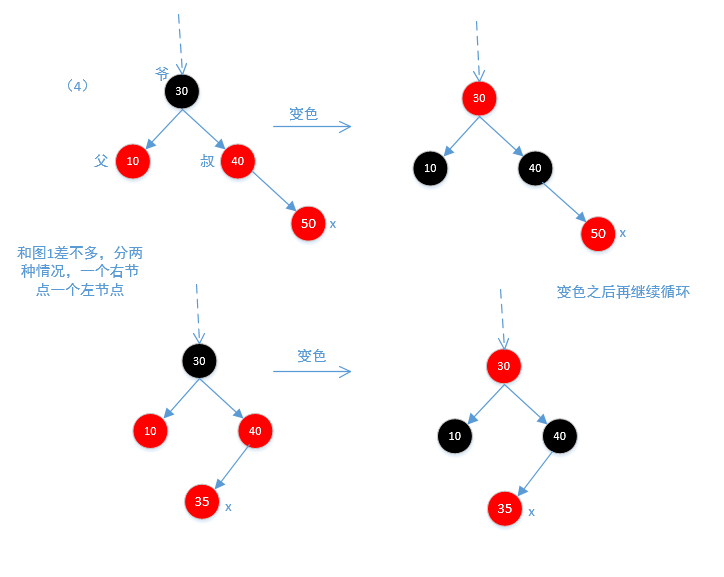 （4）
爷
30
变色
30
父
10
叔
40
10
40
50
x
50
x
和图1差不多，分两
种情况，一个右节
点一个左节点
变色之后再继续循环
30
变色
30
10
40
10
40
35
x
35
x